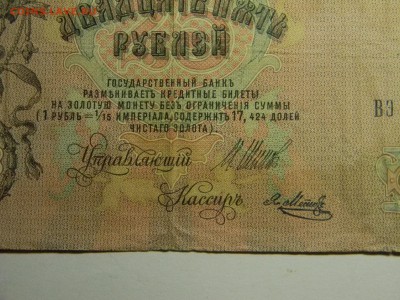 ДВАДЦАТЬ ПЯТЬ
РУБЛЕЙ
ГОСУДАРСТВЕННЫЙ БАНКЪ
РАЗМѢНИВАЕТЪ КРЕДИТНЫЕ БИЛЕТЫ
НА ЗОЛОТУЮ МОНЕТУ БЕЗЪ ОГРАНИЧЕНІЯ СУММЫ
(1 РУБЛЬ = 1/15 ИМПЕРІАЛА, СОДЕРЖИТЪ 17,424 ДОЛЕЙ
ЧИСТАГО ЗОЛОТА).
ВЭ
Управляющій
Кассиръ